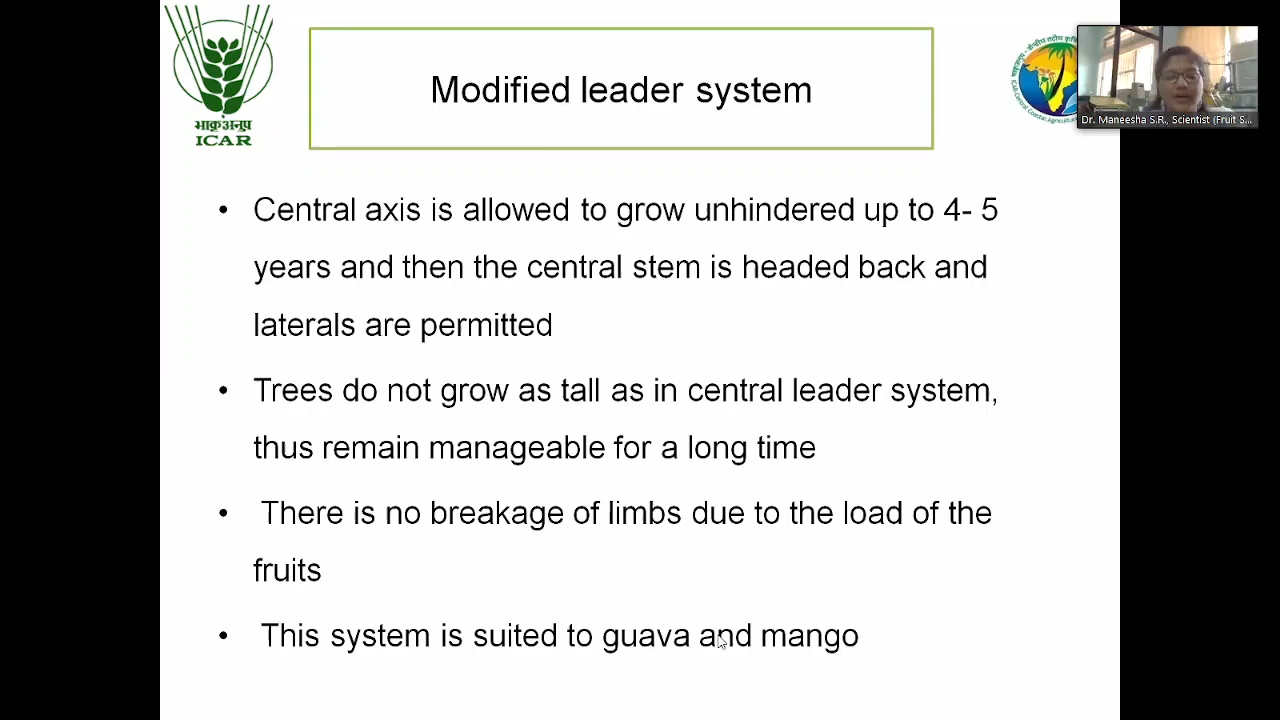 Modified leader system
भाकृअनुप
ICAR
Dr. Maneesha S.R., Scientist (Fruit S...
• Central axis is allowed to grow unhindered up to 4- 5
years and then the central stem is headed back and
laterals are permitted
• Trees do not grow as tall as in central leader system,
thus remain manageable for a long time
• There is no breakage of limbs due to the load of the
fruits
• This system is suited to guava and mango